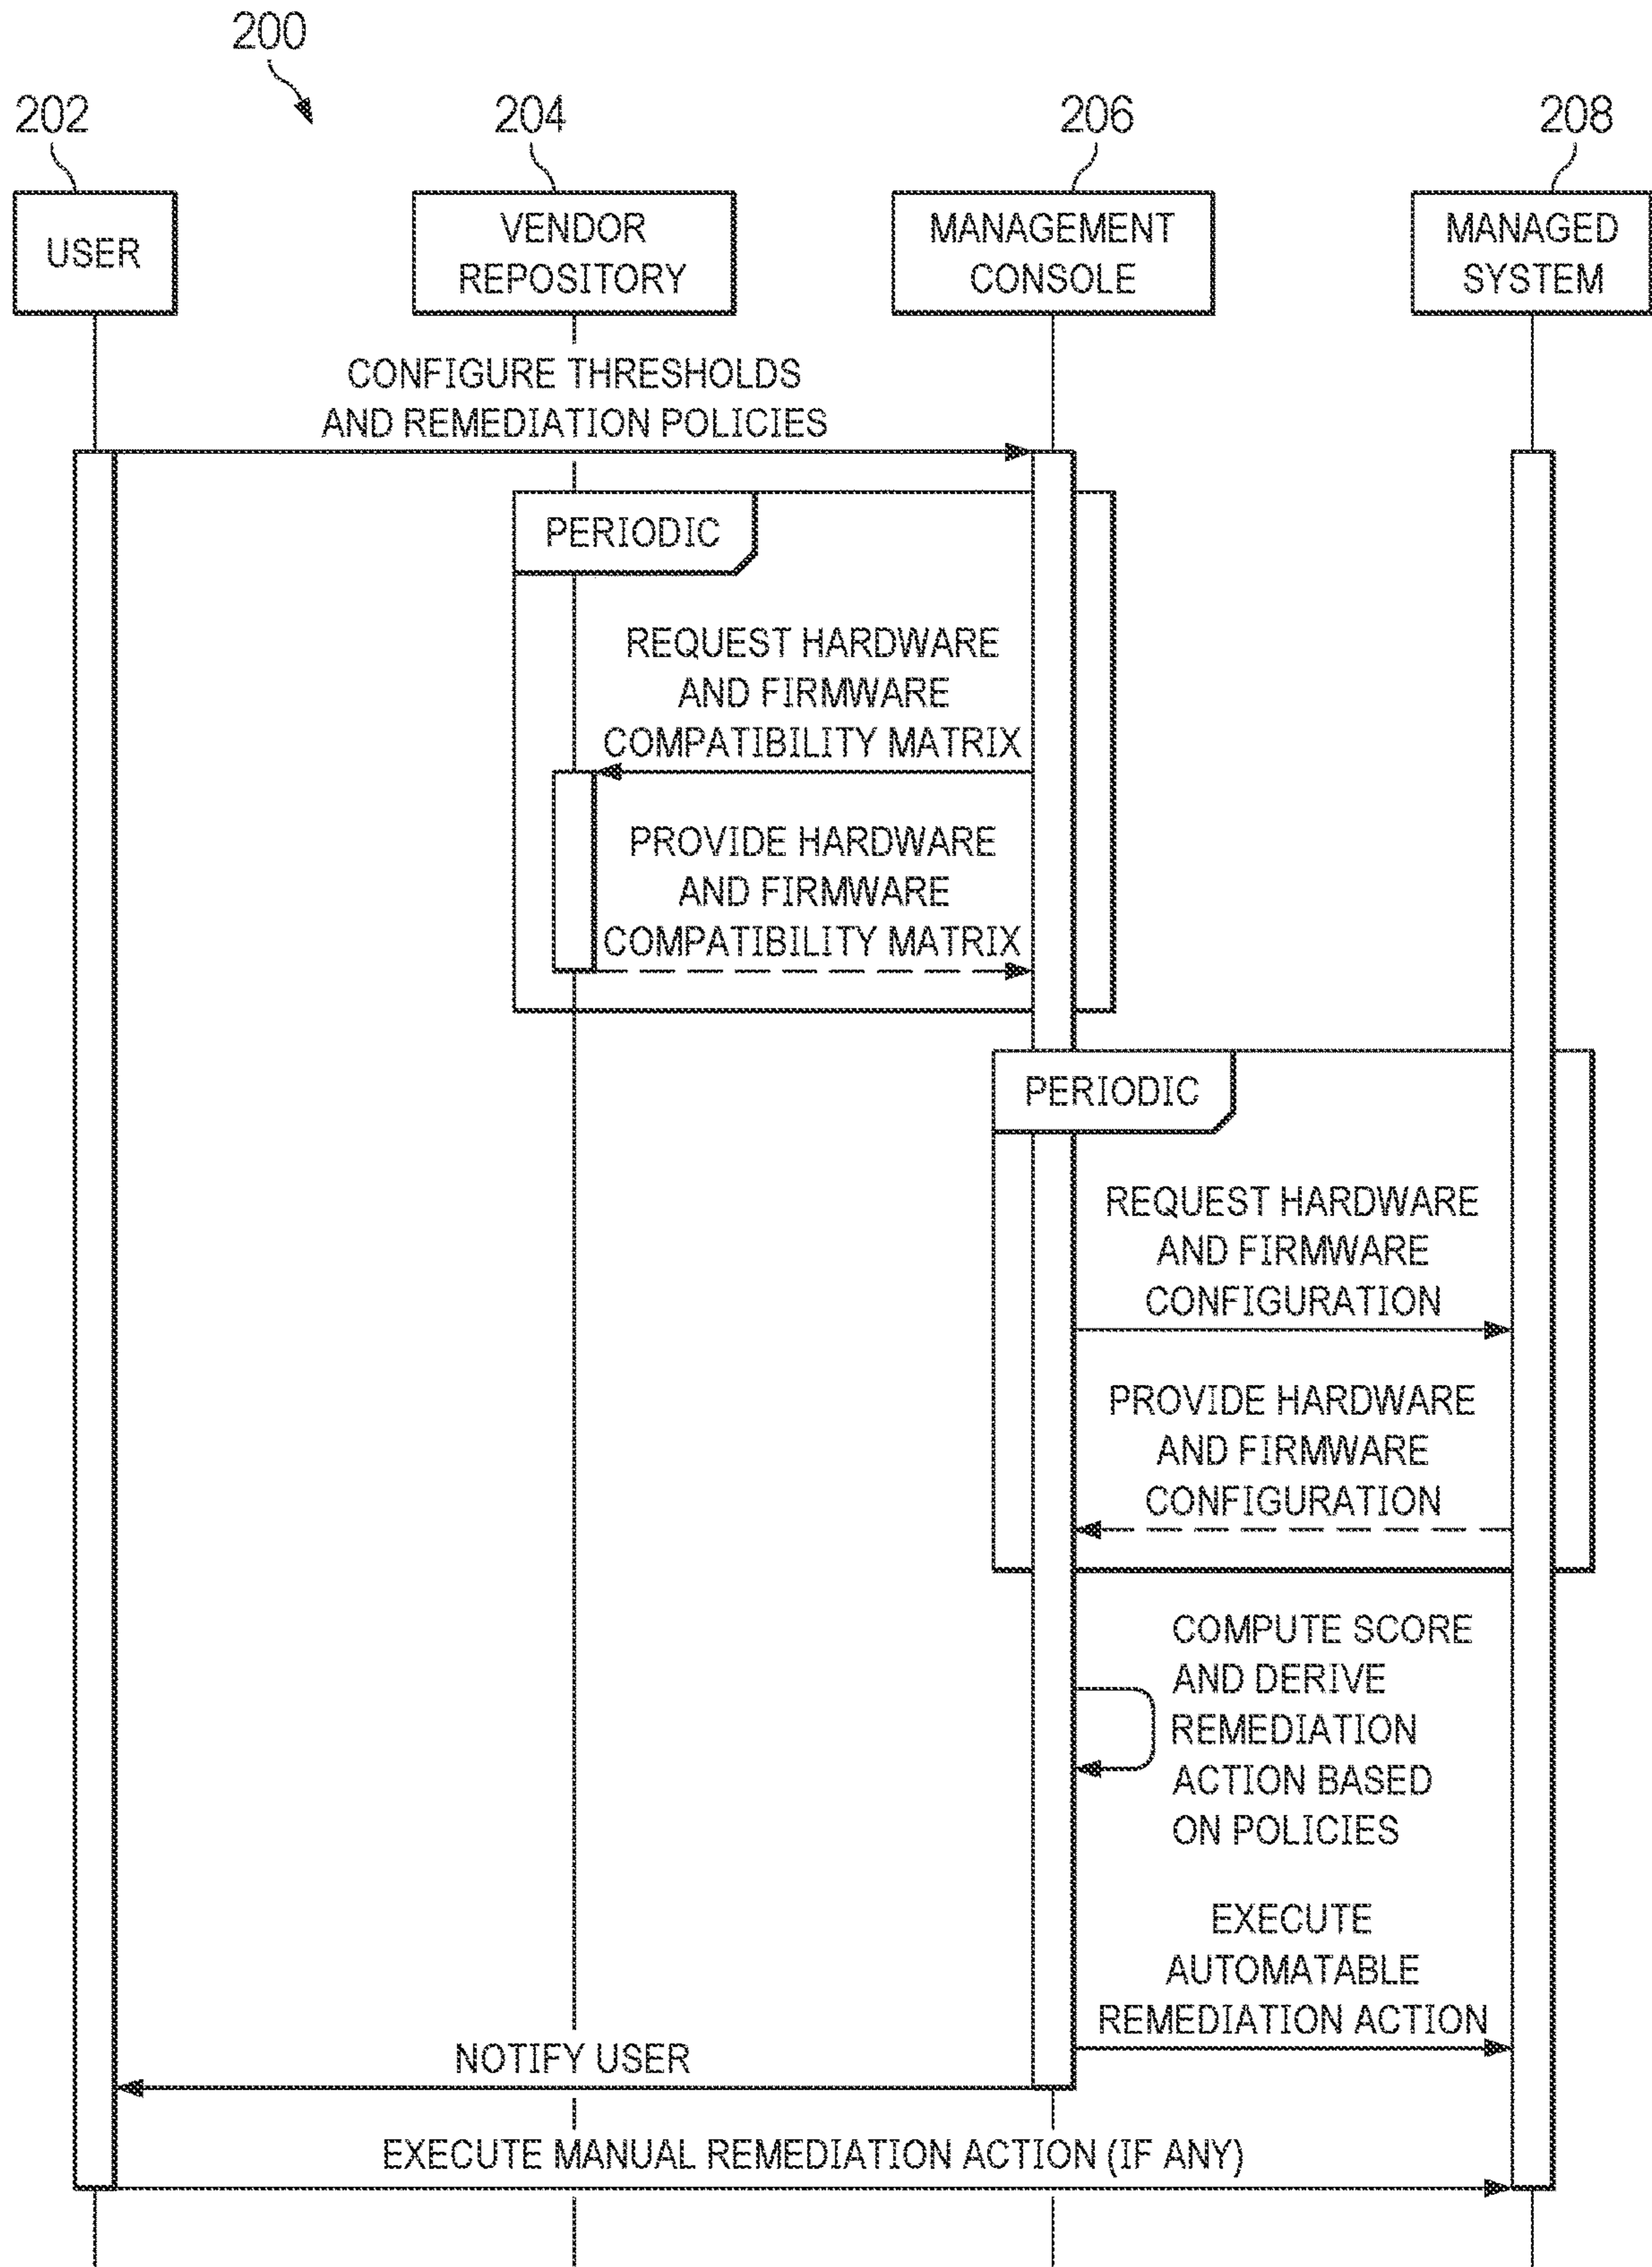 200
202
204
206
208
USER
VENDOR
REPOSITORY
MANAGEMENT
CONSOLE
MANAGED
SYSTEM
CONFIGURE THRESHOLDS
AND REMEDIATION POLICIES
PERIODIC
REQUEST HARDWARE
AND FIRMWARE
COMPATIBILITY MATRIX
PROVIDE HARDWARE
AND FIRMWARE
COMPATIBILITY MATRIX
PERIODIC
REQUEST HARDWARE
AND FIRMWARE
CONFIGURATION
PROVIDE HARDWARE
AND FIRMWARE
CONFIGURATION
COMPUTE SCORE
AND DERIVE
REMEDIATION
ACTION BASED
ON POLICIES
EXECUTE
AUTOMATABLE
REMEDIATION ACTION
NOTIFY USER
EXECUTE MANUAL REMEDIATION ACTION (IF ANY)